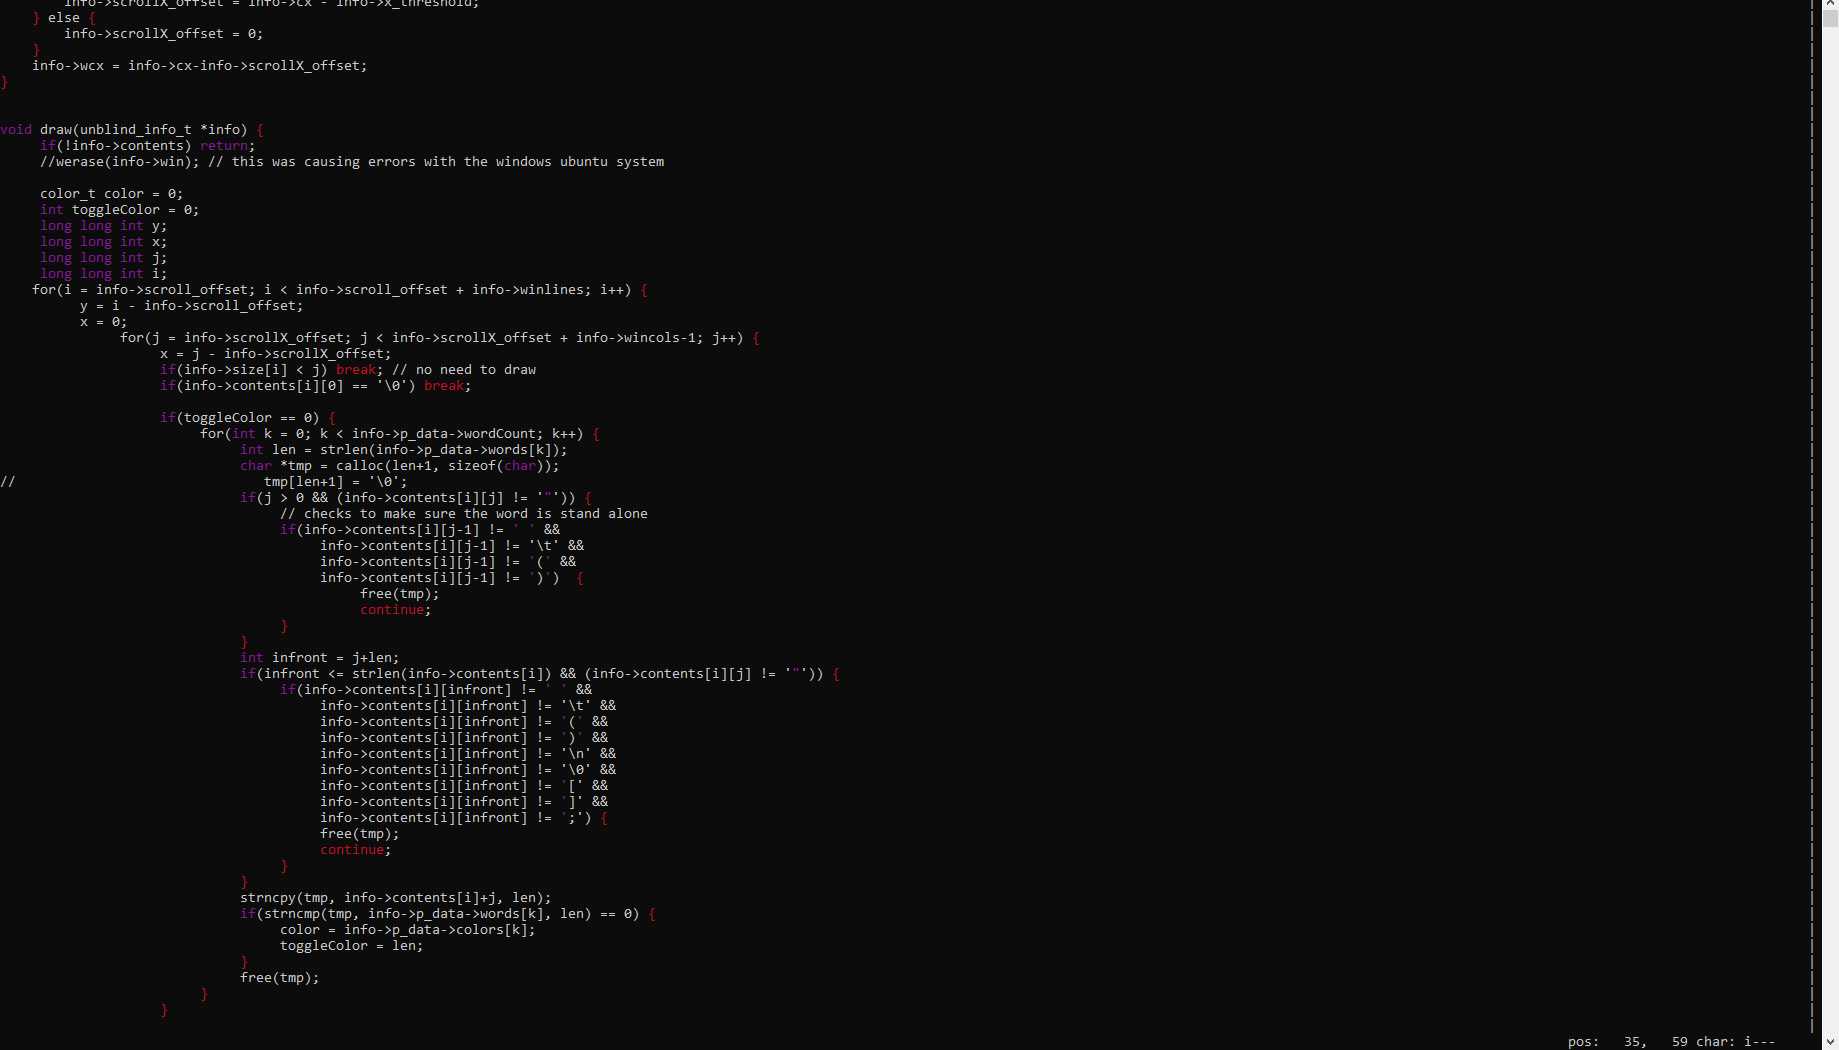 info->scrollX_offset = info->cx - info->x_threshold;
    } else {
        info->scrollX_offset = 0;
    }
    info->wcx = info->cx-info->scrollX_offset;
}
void draw(unblind_info_t *info) {
     if(!info->contents) return;
     //werase(info->win); // this was causing errors with the windows ubuntu system
     color_t color = 0;
     int toggleColor = 0;
     long long int y;
     long long int x;
     long long int j;
     long long int i;
    for(i = info->scroll_offset; i < info->scroll_offset + info->winlines; i++) {
          y = i - info->scroll_offset;
          x = 0;
               for(j = info->scrollX_offset; j < info->scrollX_offset + info->wincols-1; j++) {
                    x = j - info->scrollX_offset;
                    if(info->size[i] < j) break; // no need to draw
                    if(info->contents[i][0] == '\0') break;
                    if(toggleColor == 0) {
                         for(int k = 0; k < info->p_data->wordCount; k++) {
                              int len = strlen(info->p_data->words[k]);
                              char *tmp = calloc(len+1, sizeof(char));
//                               tmp[len+1] = '\0';
                              if(j > 0 && (info->contents[i][j] != '"')) {
                                   // checks to make sure the word is stand alone
                                   if(info->contents[i][j-1] != ' ' &&
                                        info->contents[i][j-1] != '\t' &&
                                        info->contents[i][j-1] != '(' &&
                                        info->contents[i][j-1] != ')')  {
                                             free(tmp);
                                             continue;
                                   }
                              }
                              int infront = j+len;
                              if(infront <= strlen(info->contents[i]) && (info->contents[i][j] != '"')) {
                                   if(info->contents[i][infront] != ' ' &&
                                        info->contents[i][infront] != '\t' &&
                                        info->contents[i][infront] != '(' &&
                                        info->contents[i][infront] != ')' &&
                                        info->contents[i][infront] != '\n' &&
                                        info->contents[i][infront] != '\0' &&
                                        info->contents[i][infront] != '[' &&
                                        info->contents[i][infront] != ']' &&
                                        info->contents[i][infront] != ';') {
                                        free(tmp);
                                        continue;
                                   }
                              }
                              strncpy(tmp, info->contents[i]+j, len);
                              if(strncmp(tmp, info->p_data->words[k], len) == 0) {
                                   color = info->p_data->colors[k];
                                   toggleColor = len;
                              }
                              free(tmp);
                         }
                    }
pos:   35,   59 char: i---